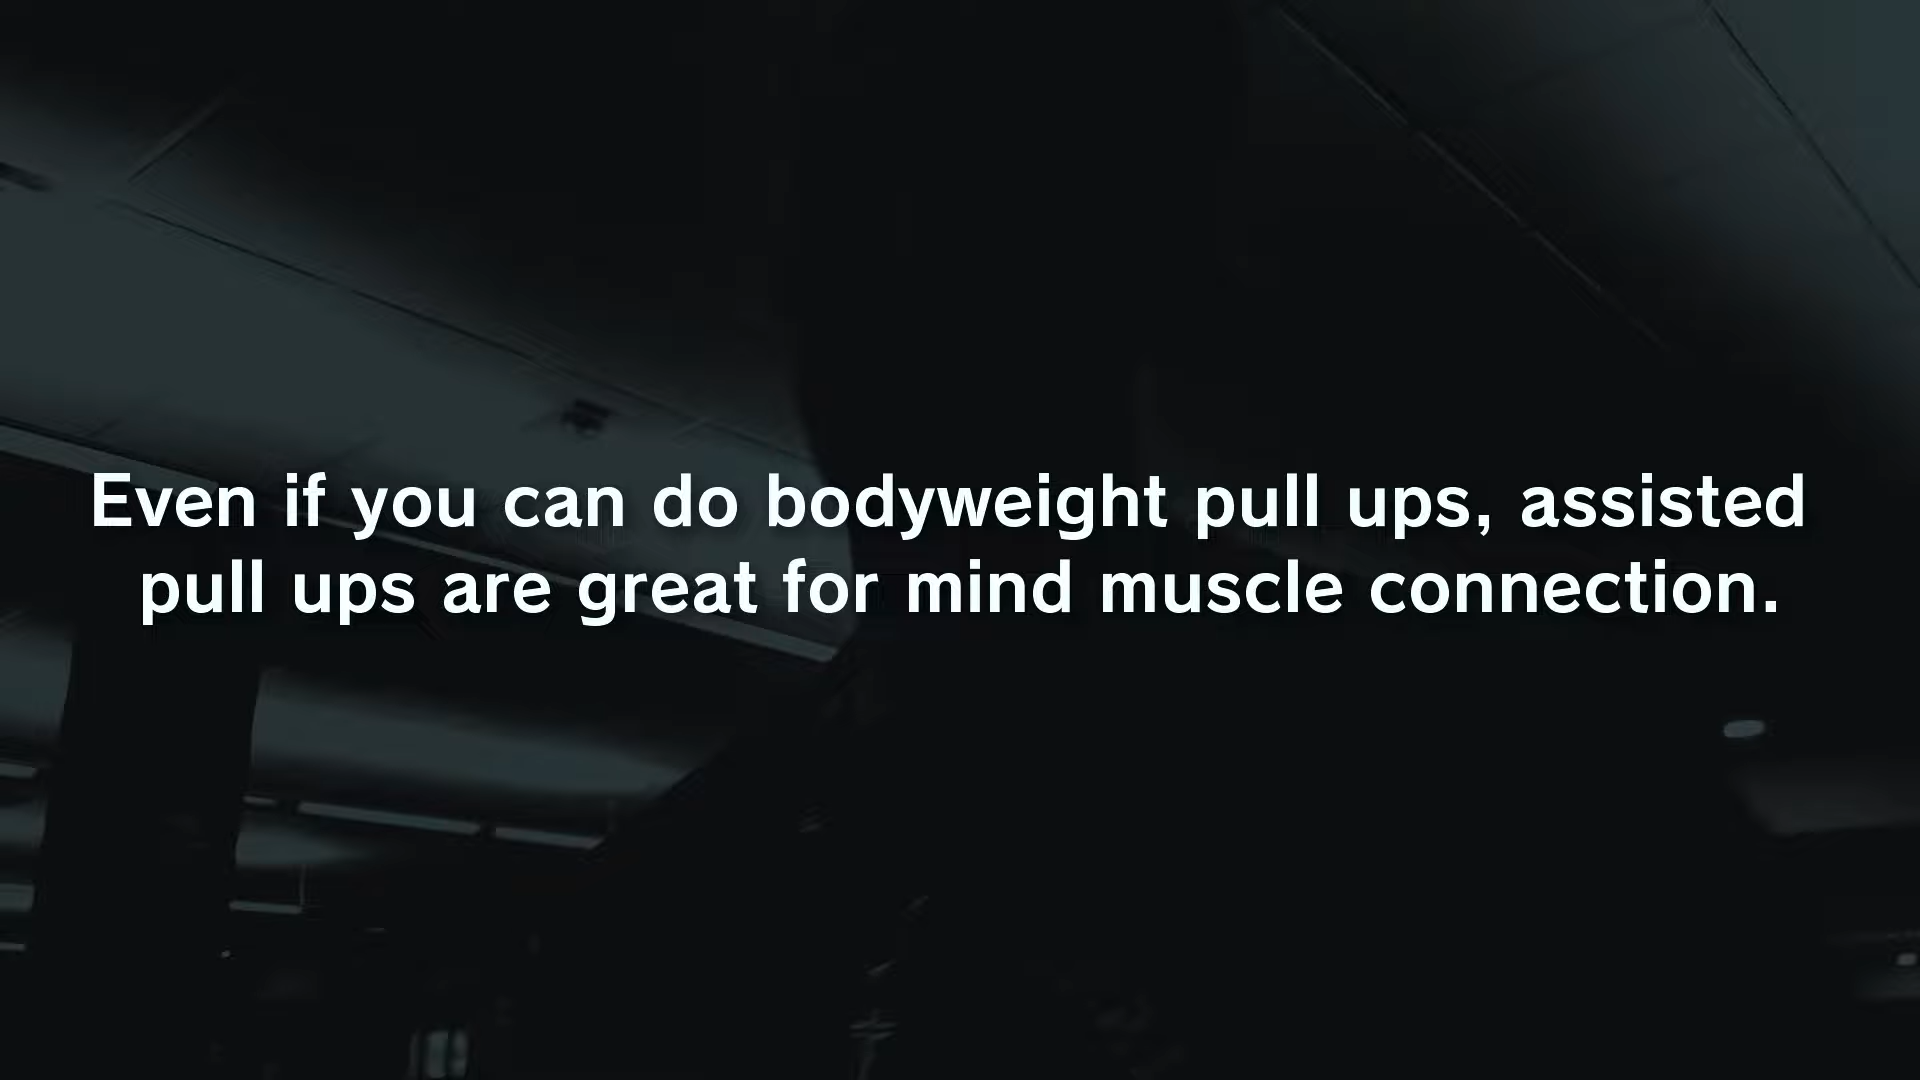 Even if you can do bodyweight pull ups, assisted
pull ups are great for mind muscle connection.